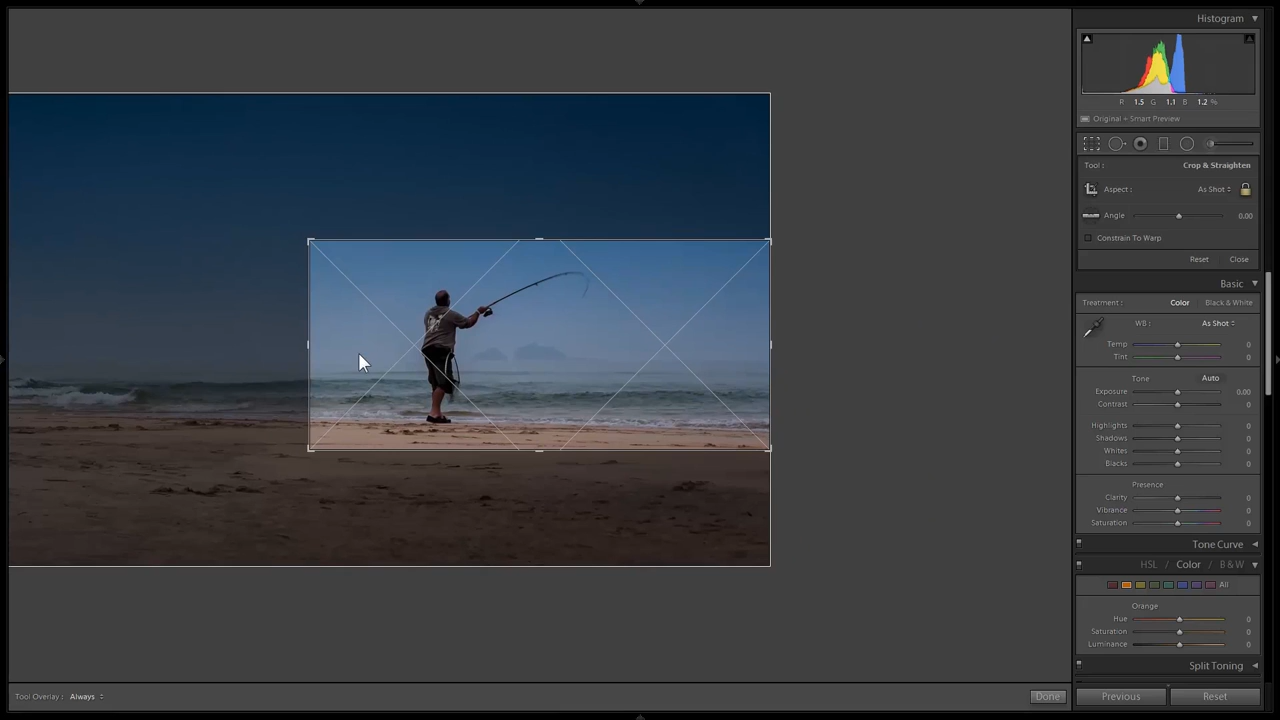 Histogram
R 1.5 G 1.1 B 1.2 %
Original + Smart Preview
Tool : Crop & Straighten
Aspect : As Shot
Angle 0.00
Constrain To Warp
Reset Close
Basic
Treatment : Color Black & White
WB : As Shot
Temp 0
Tint 0
Tone Auto
Exposure 0.00
Contrast 0
Highlights 0
Shadows 0
Whites 0
Blacks 0
Presence
Clarity 0
Vibrance 0
Saturation 0
Tone Curve
HSL / Color / B & W
All
Orange
Hue 0
Saturation 0
Luminance 0
Split Toning
Tool Overlay : Always Done Previous Reset